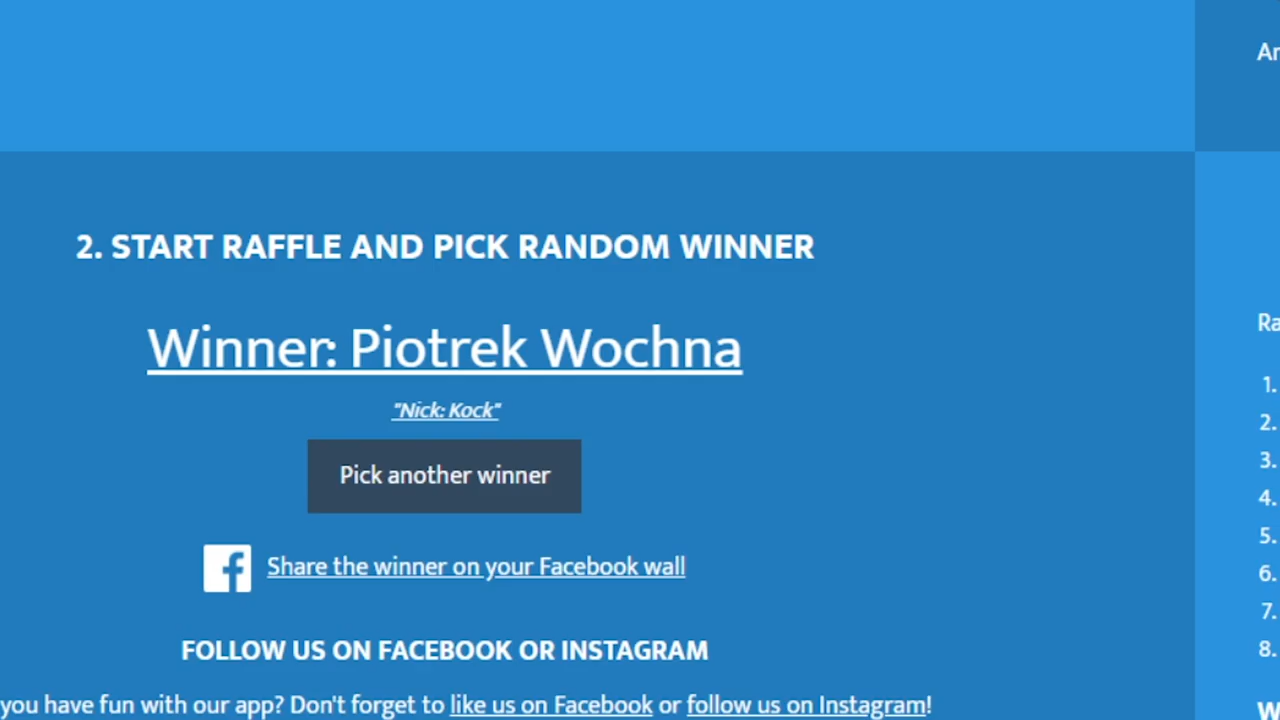 2. START RAFFLE AND PICK RANDOM WINNER
Winner: Piotrek Wochna
"Nick: Kock"
Pick another winner
Share the winner on your Facebook wall
FOLLOW US ON FACEBOOK OR INSTAGRAM
you have fun with our app? Don't forget to like us on Facebook or follow us on Instagram!
1.
2.
3.
4.
5.
6.
7.
8.